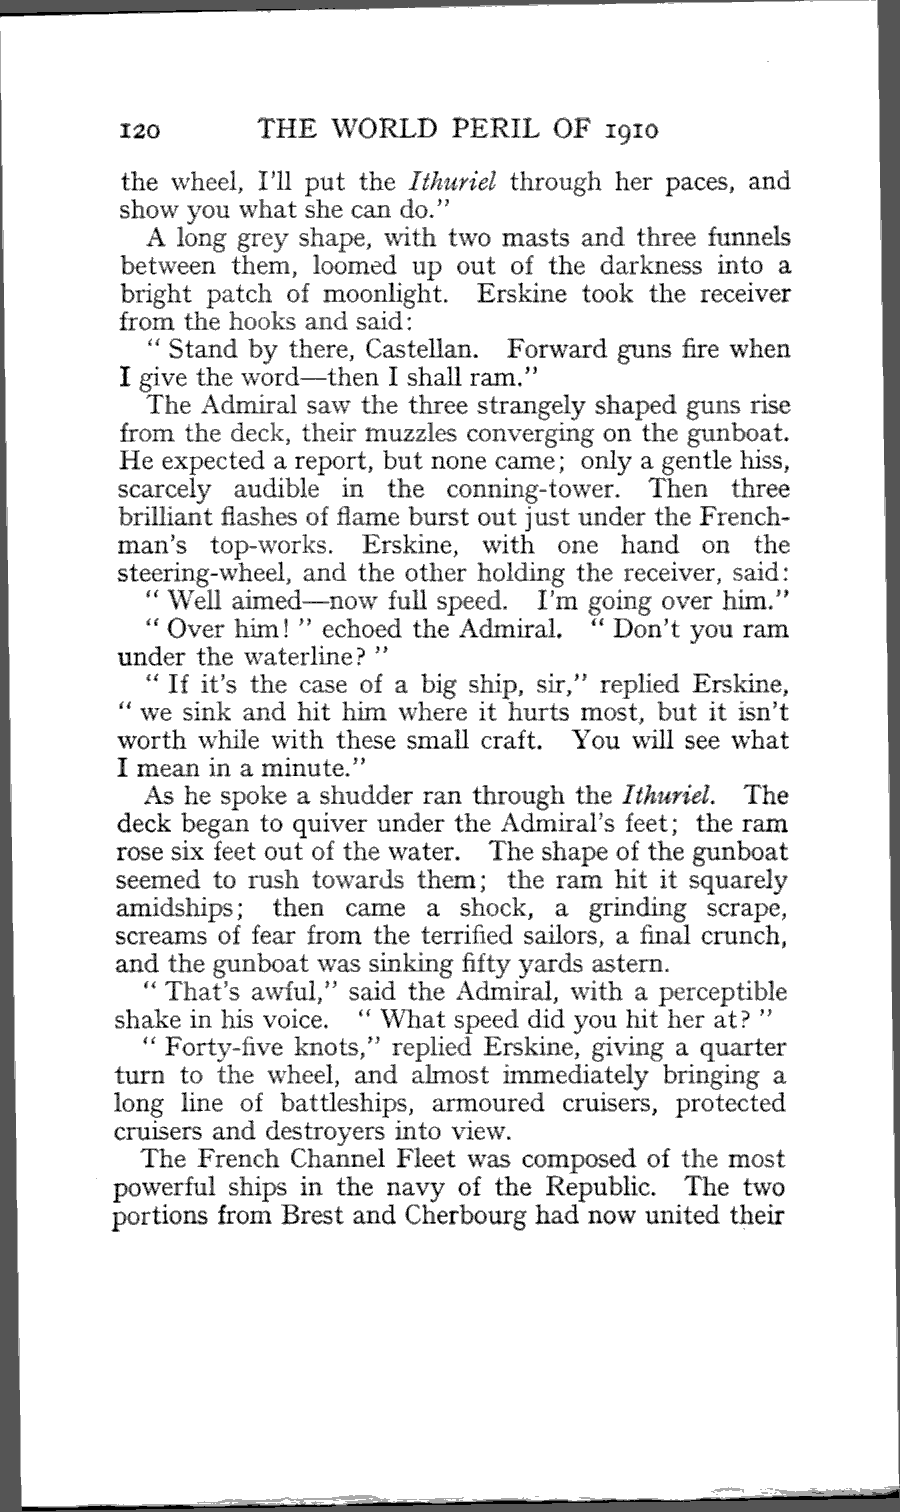 120 THE WORLD PERIL OF 1910
the wheel, I'll put the Ithuriel through her paces, and
show you what she can do."
A long grey shape, with two masts and three funnels
between them, loomed up out of the darkness into a
bright patch of moonlight. Erskine took the receiver
from the hooks and said:
" Stand by there, Castellan. Forward guns fire when
I give the word—then I shall ram."
The Admiral saw the three strangely shaped guns rise
from the deck, their muzzles converging on the gunboat.
He expected a report, but none came; only a gentle hiss,
scarcely audible in the conning-tower. Then three
brilliant flashes of flame burst out just under the French-
man's top-works. Erskine, with one hand on the
steering-wheel, and the other holding the receiver, said:
" Well aimed—now full speed. I'm going over him."
" Over him! " echoed the Admiral. " Don't you ram
under the waterline? "
" If it's the case of a big ship, sir," replied Erskine,
" we sink and hit him where it hurts most, but it isn't
worth while with these small craft. You will see what
I mean in a minute."
As he spoke a shudder ran through the Ithuriel. The
deck began to quiver under the Admiral's feet; the ram
rose six feet out of the water. The shape of the gunboat
seemed to rush towards them; the ram hit it squarely
amidships; then came a shock, a grinding scrape,
screams of fear from the terrified sailors, a final crunch,
and the gunboat was sinking fifty yards astern.
" That's awful," said the Admiral, with a perceptible
shake in his voice. " What speed did you hit her at? "
" Forty-five knots," replied Erskine, giving a quarter
turn to the wheel, and almost immediately bringing a
long line of battleships, armoured cruisers, protected
cruisers and destroyers into view.
The French Channel Fleet was composed of the most
powerful ships in the navy of the Republic. The two
portions from Brest and Cherbourg had now united their